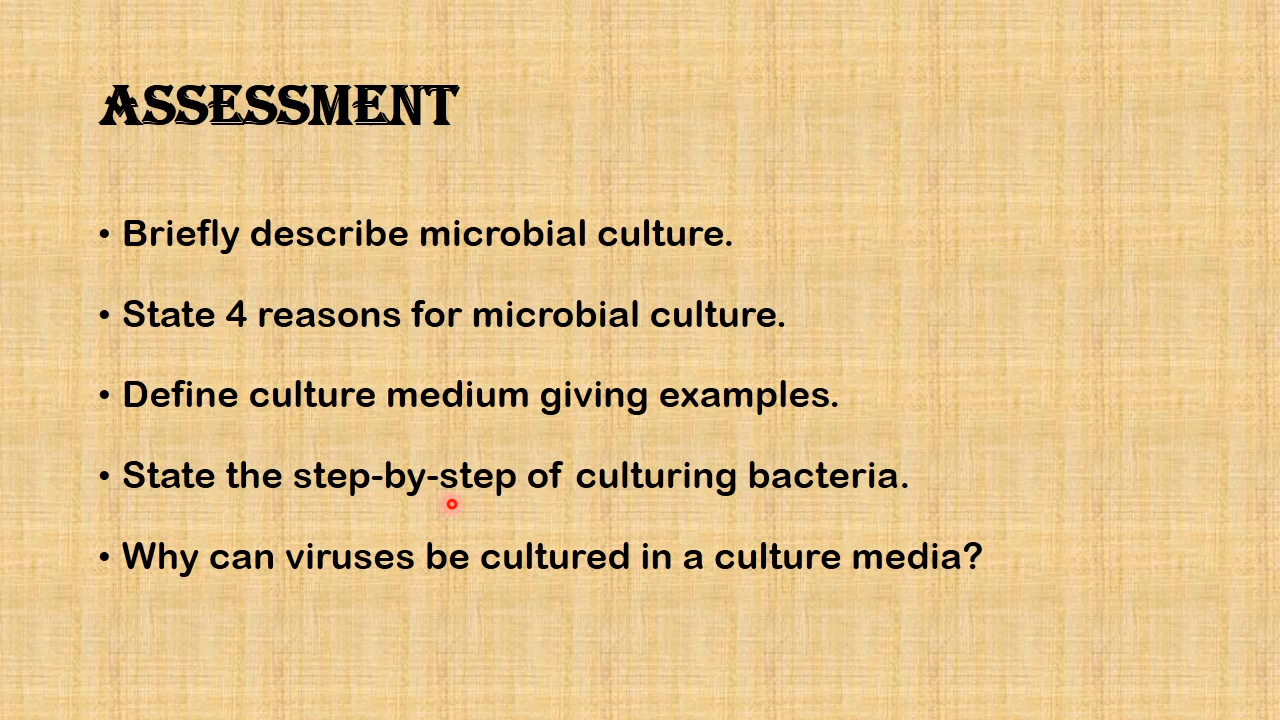 ASSESSMENT
• Briefly describe microbial culture.
• State 4 reasons for microbial culture.
• Define culture medium giving examples.
• State the step-by-step of culturing bacteria.
• Why can viruses be cultured in a culture media?